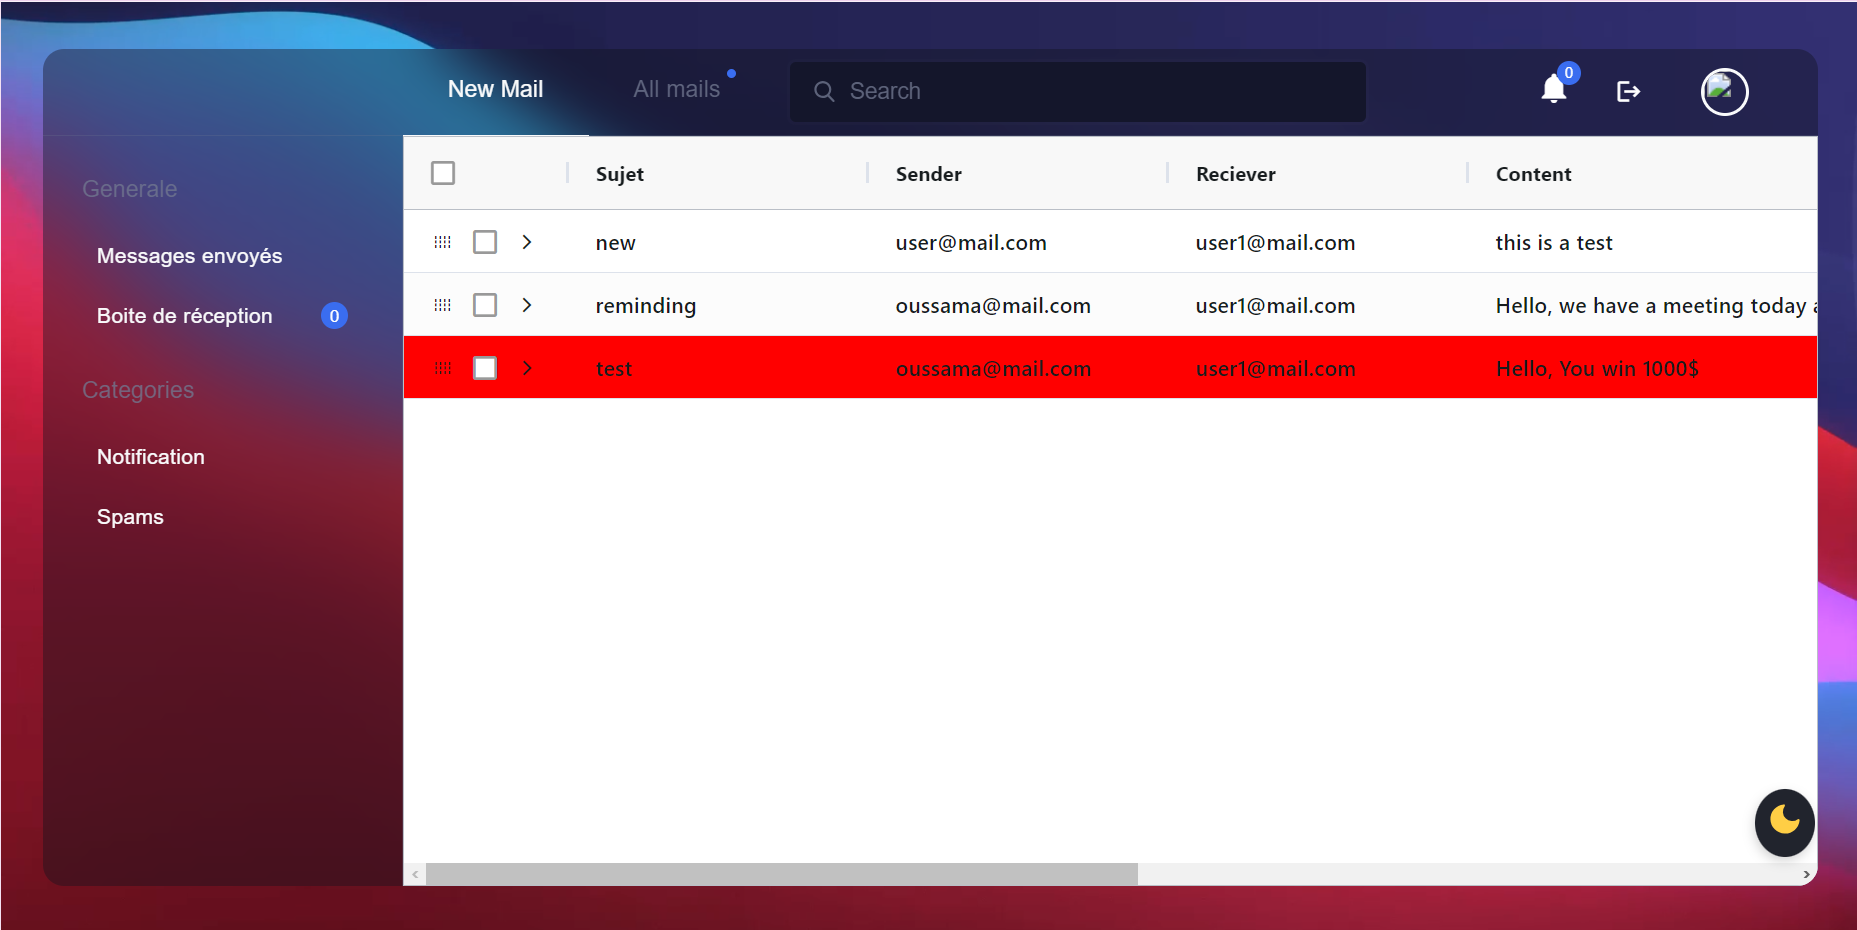 New Mail
All mails
Search
0
Generale
Messages envoyés
Boite de réception
0
Categories
Notification
Spams
Sujet Sender Reciever Content
new user@mail.com user1@mail.com this is a test
reminding oussama@mail.com user1@mail.com Hello, we have a meeting today
test oussama@mail.com user1@mail.com Hello, You win 1000$